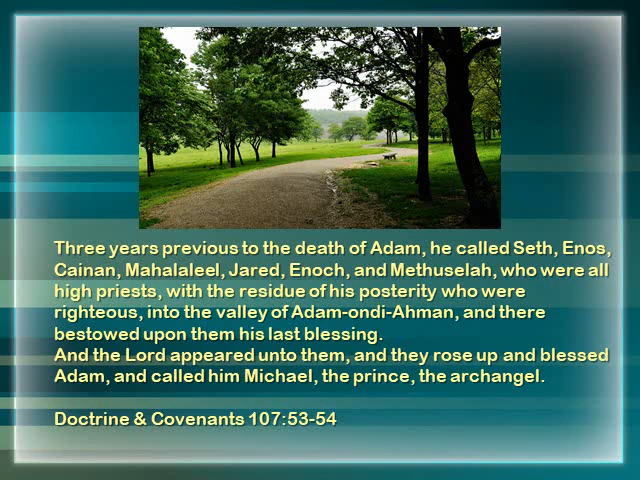 Three years previous to the death of Adam, he called Seth, Enos,
Cainan, Mahalaleel, Jared, Enoch, and Methuselah, who were all
high priests, with the residue of his posterity who were
righteous, into the valley of Adam-ondi-Ahman, and there
bestowed upon them his last blessing.
And the Lord appeared unto them, and they rose up and blessed
Adam, and called him Michael, the prince, the archangel.
Doctrine & Covenants 107:53-54